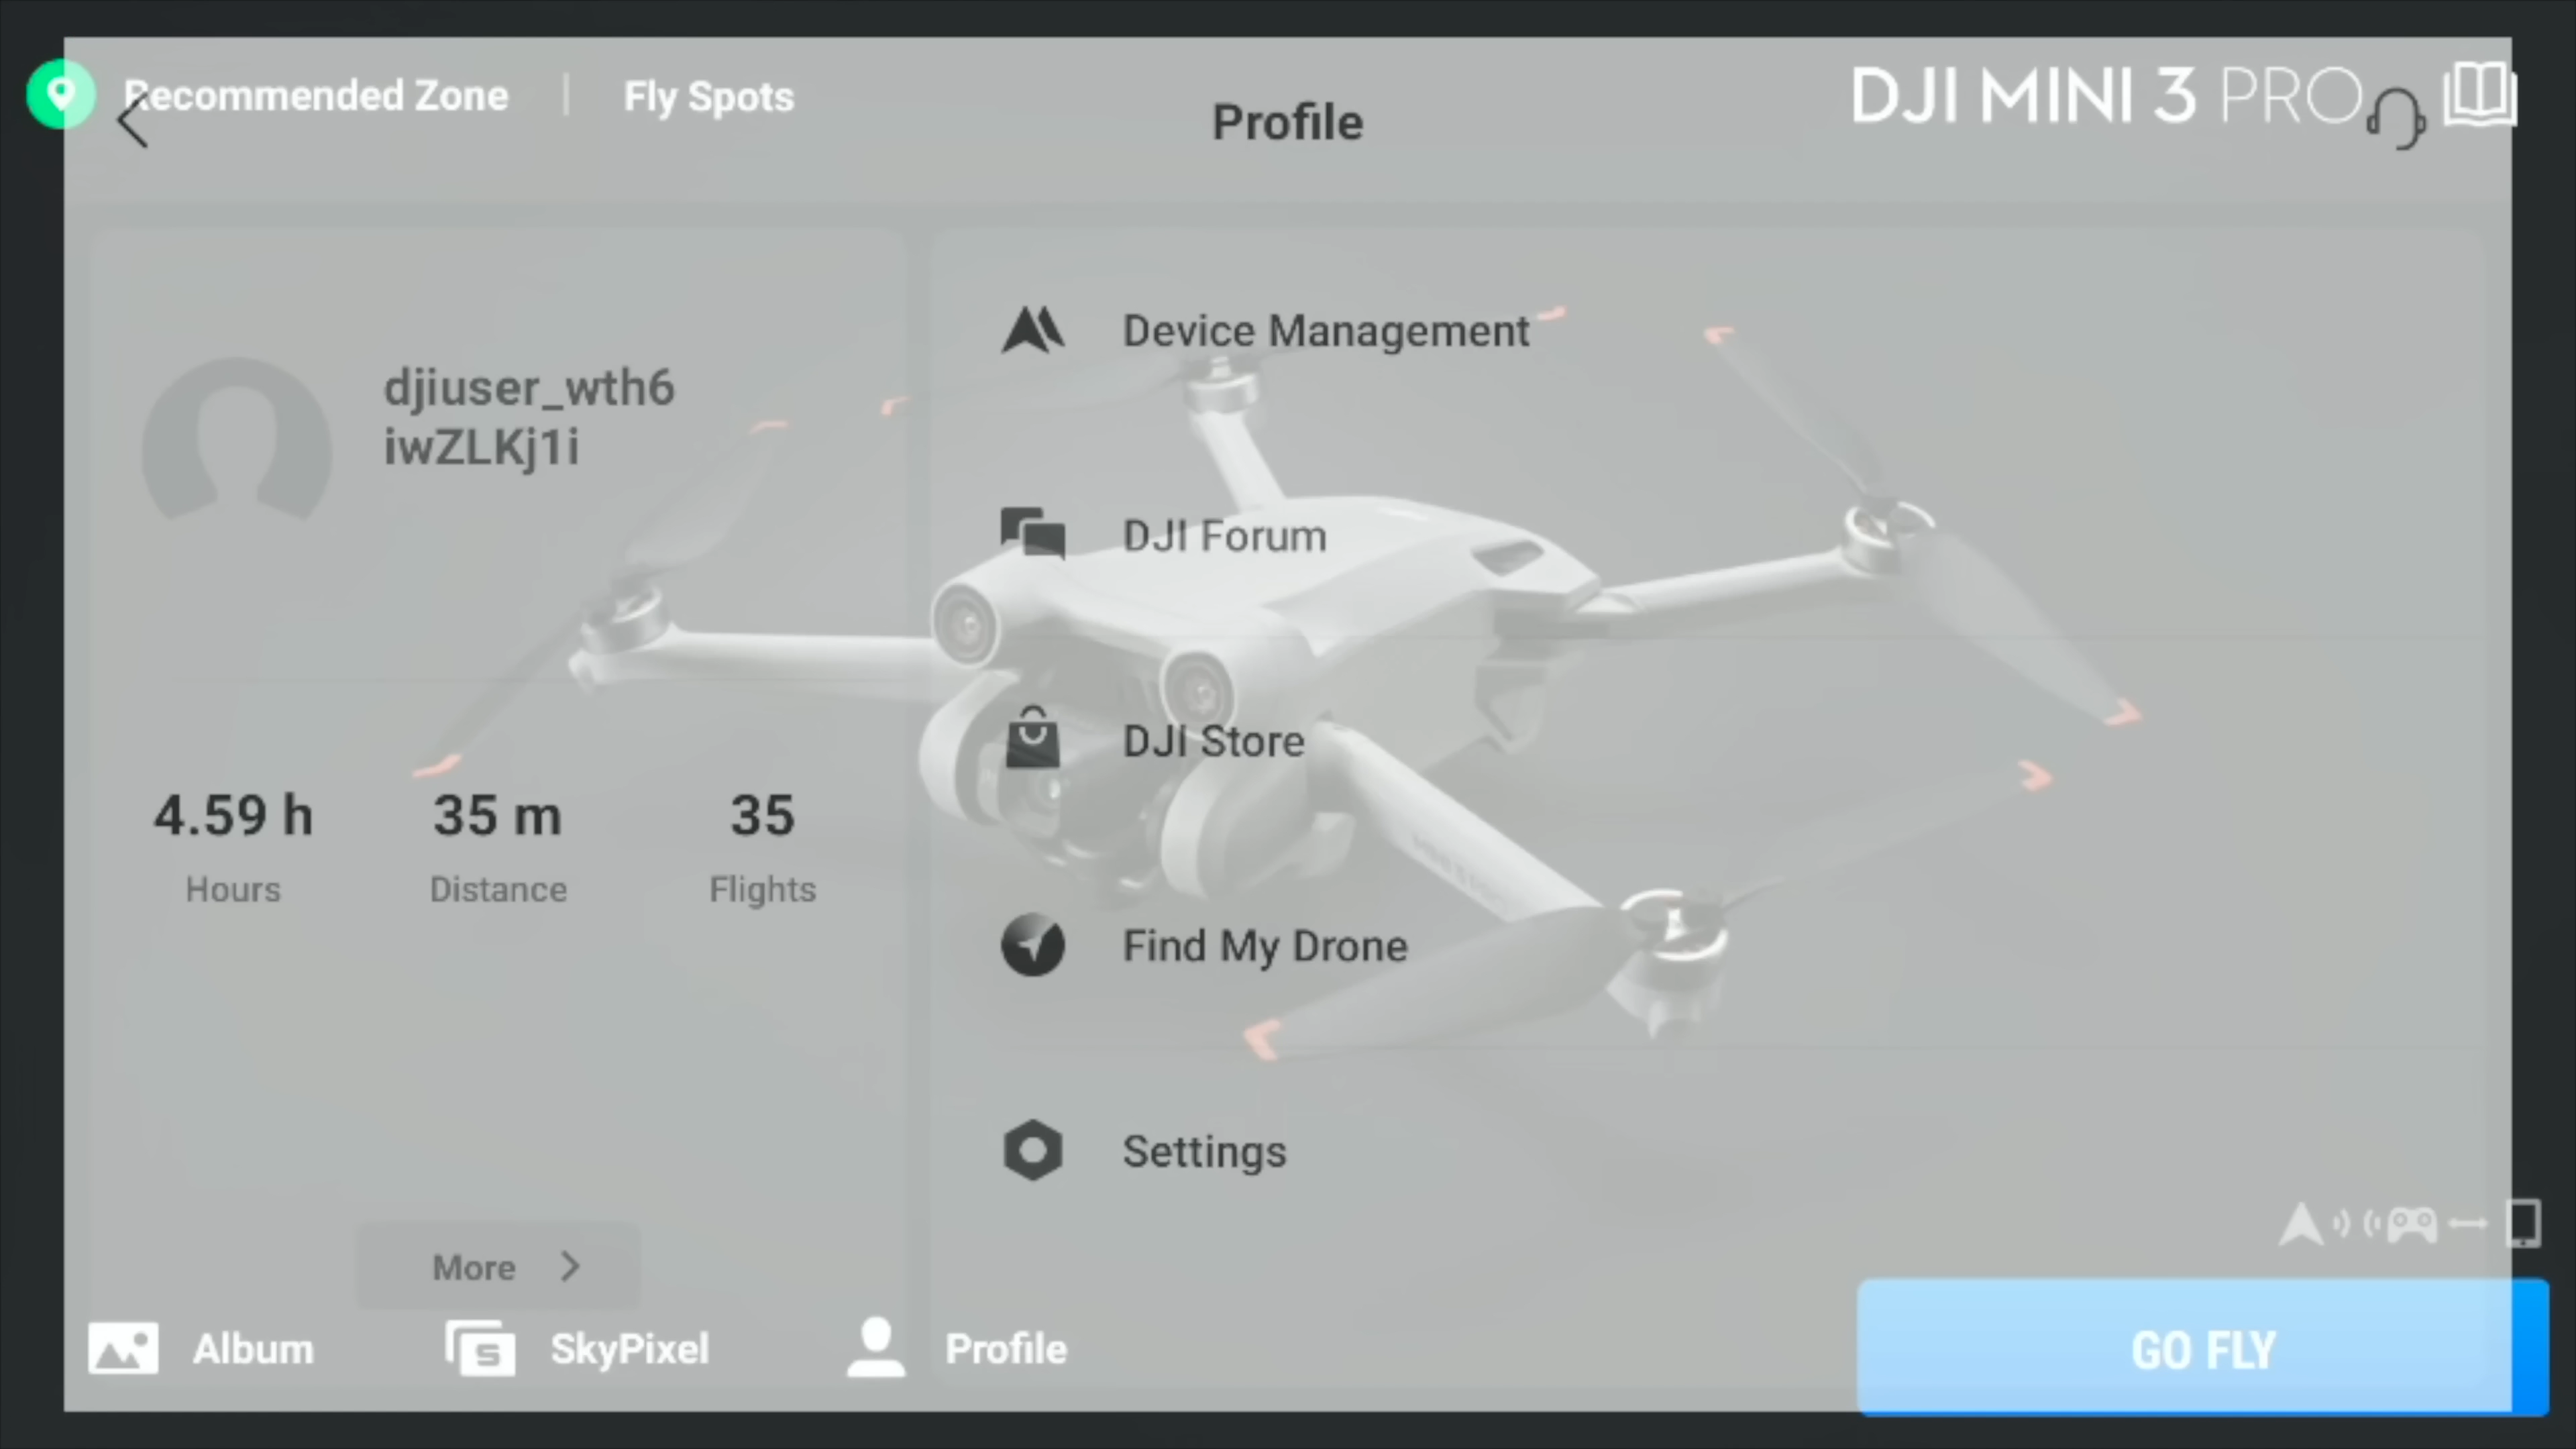 Recommended Zone
Fly Spots
Profile
DJI MINI 3 PRO
Device Management
djiuser_wth6
iwZLKj1i
DJI Forum
DJI Store
4.59 h
35 m
35
Hours
Distance
Flights
Find My Drone
Settings
More
Album
SkyPixel
Profile
GO FLY